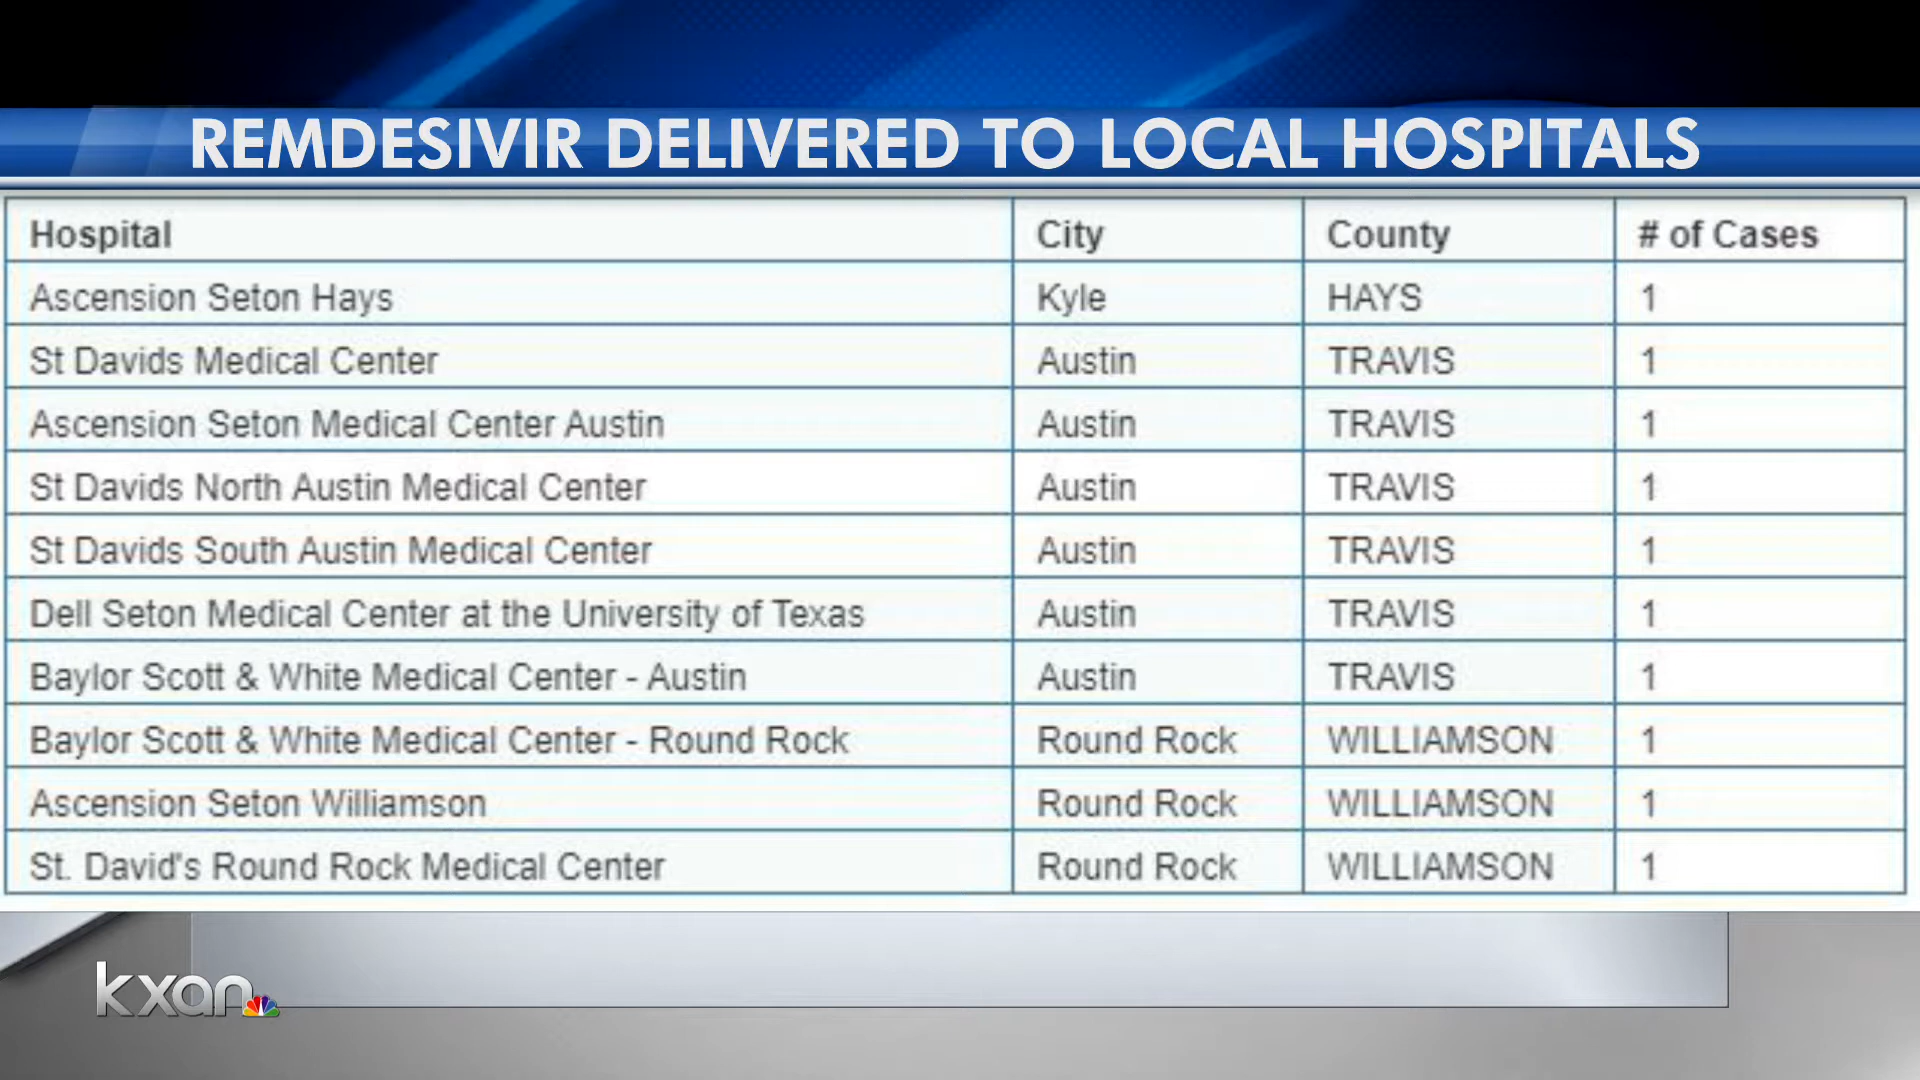 REMDESIVIR DELIVERED TO LOCAL HOSPITALS
Hospital City County # of Cases
Ascension Seton Hays Kyle HAYS 1
St Davids Medical Center Austin TRAVIS 1
Ascension Seton Medical Center Austin Austin TRAVIS 1
St Davids North Austin Medical Center Austin TRAVIS 1
St Davids South Austin Medical Center Austin TRAVIS 1
Dell Seton Medical Center at the University of Texas Austin TRAVIS 1
Baylor Scott & White Medical Center - Austin Austin TRAVIS 1
Baylor Scott & White Medical Center - Round Rock Round Rock WILLIAMSON 1
Ascension Seton Williamson Round Rock WILLIAMSON 1
St. David's Round Rock Medical Center Round Rock WILLIAMSON 1
kxan